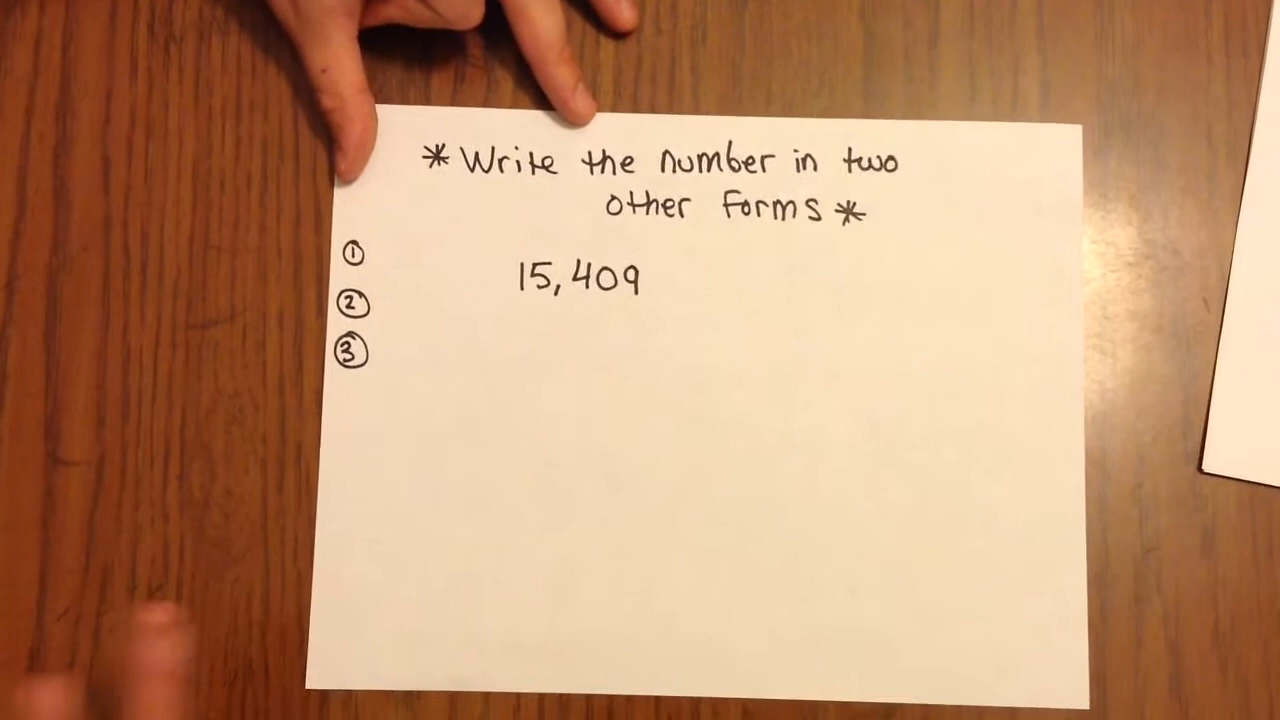 *Write the number in two
other forms*
①
15,409
②
③